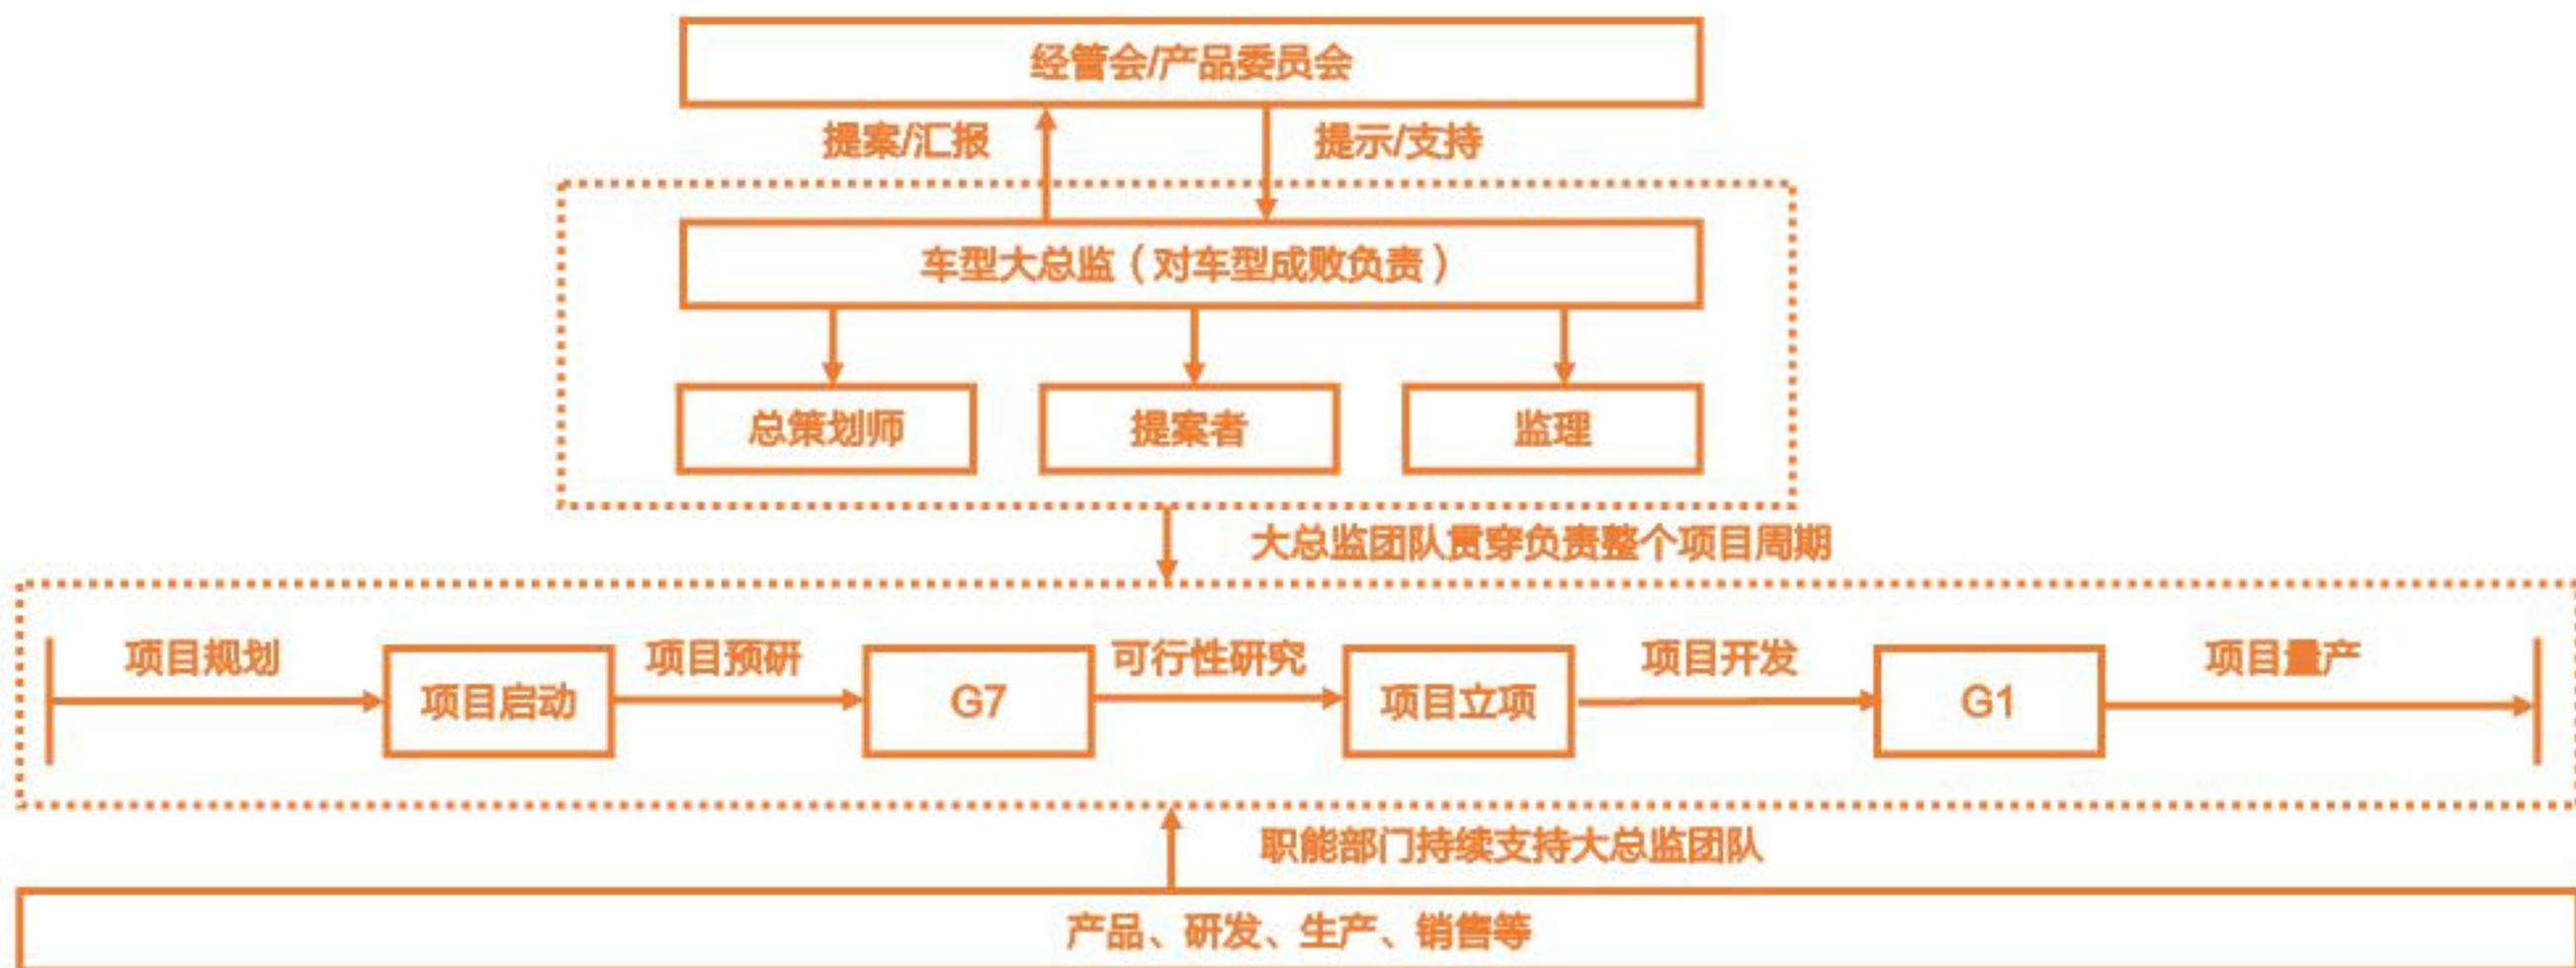 经管会/产品委员会
提案/汇报
提示/支持
车型大总监（对车型成败负责）
总策划师
提案者
监理
大总监团队贯穿负责整个项目周期
项目规划
项目启动
项目预研
G7
可行性研究
项目立项
项目开发
G1
项目量产
职能部门持续支持大总监团队
产品、研发、生产、销售等